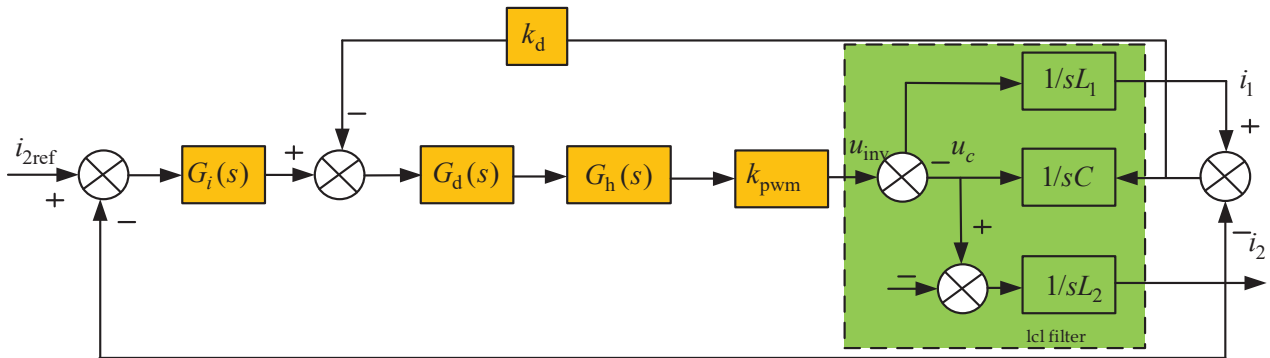 k_d
1/sL_1
i_1
+
−
i_2ref
+
−
G_i(s)
+
G_d(s)
G_h(s)
k_pwm
u_inv
−u_c
1/sC
+
−
1/sL_2
−i_2
lcl filter